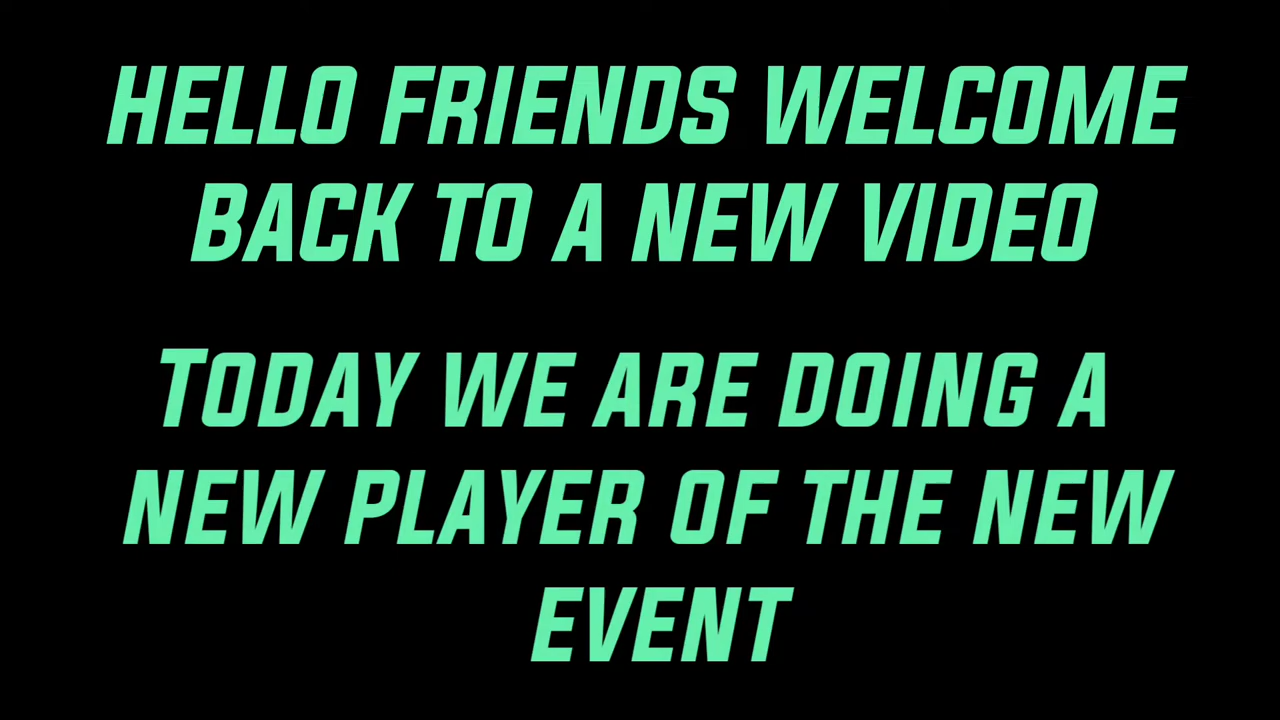 HELLO FRIENDS WELCOME
BACK TO A NEW VIDEO
TODAY WE ARE DOING A
NEW PLAYER OF THE NEW
EVENT